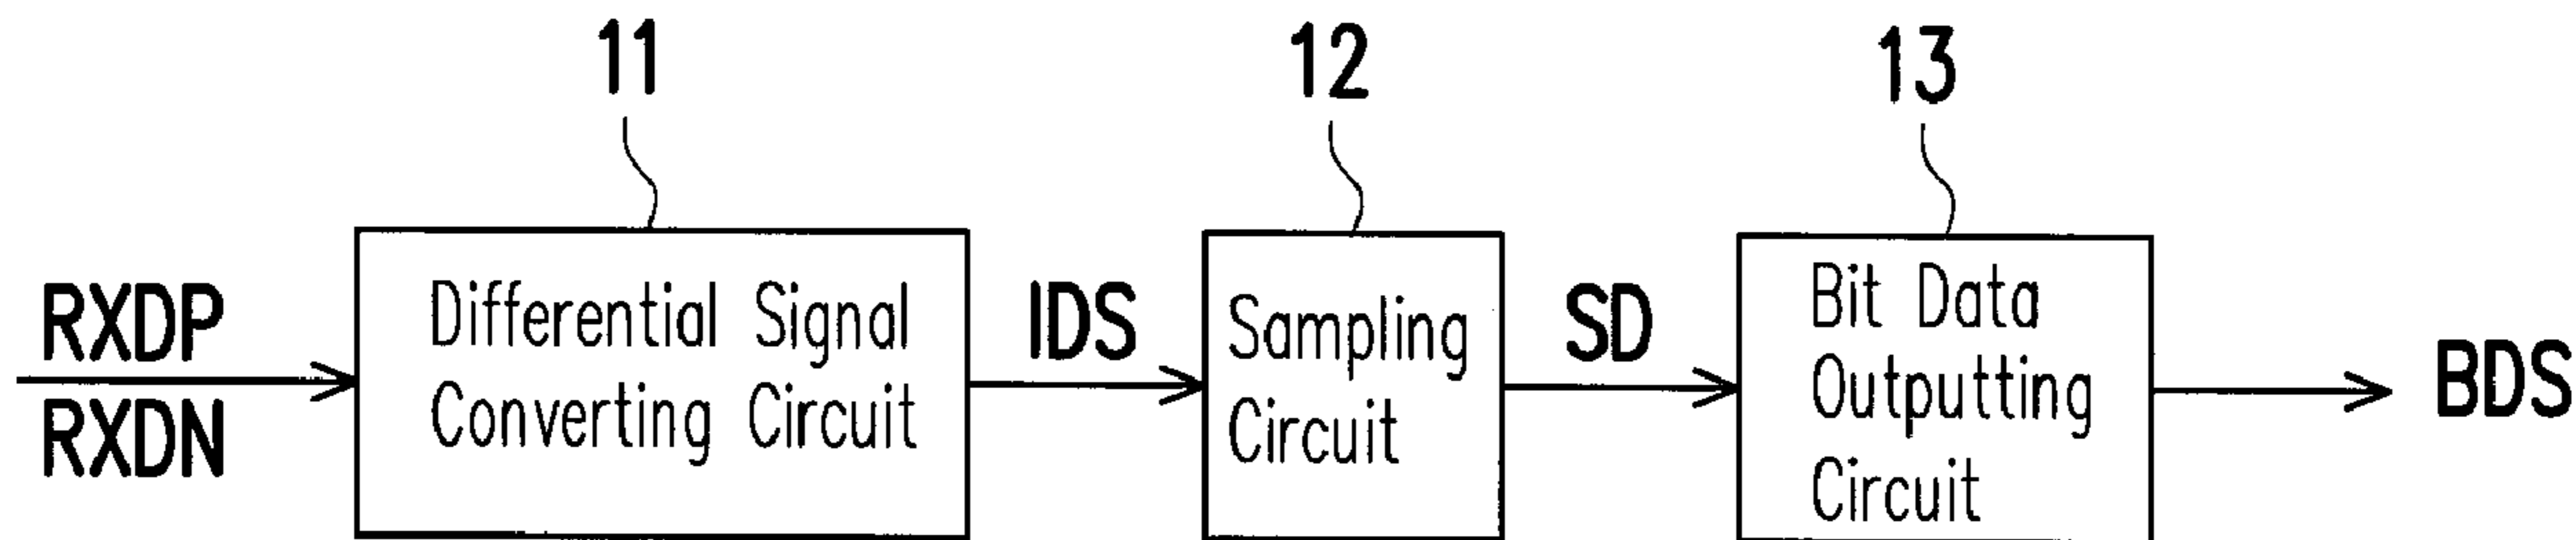 11
12
13
RXDP
RXDN
Differential Signal
Converting Circuit
IDS
Sampling
Circuit
SD
Bit Data
Outputting
Circuit
BDS